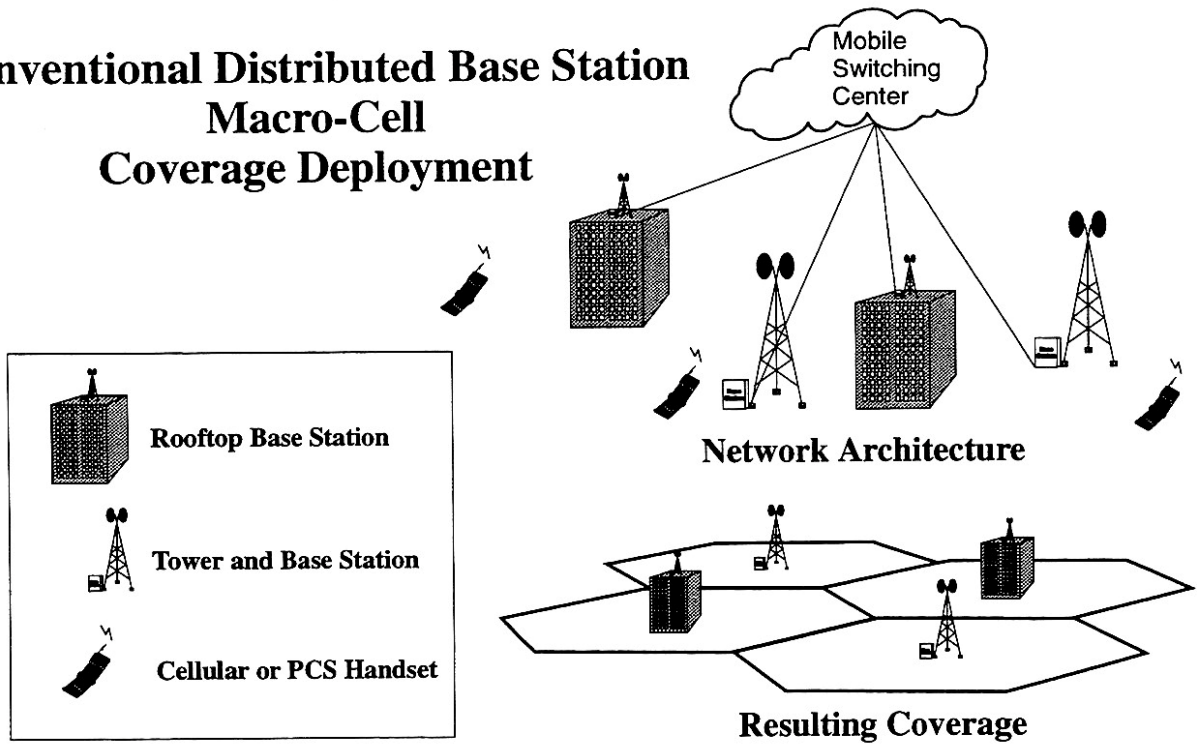 nventional Distributed Base Station
Macro-Cell
Coverage Deployment
Mobile
Switching
Center
Network Architecture
Rooftop Base Station
Tower and Base Station
Cellular or PCS Handset
Resulting Coverage